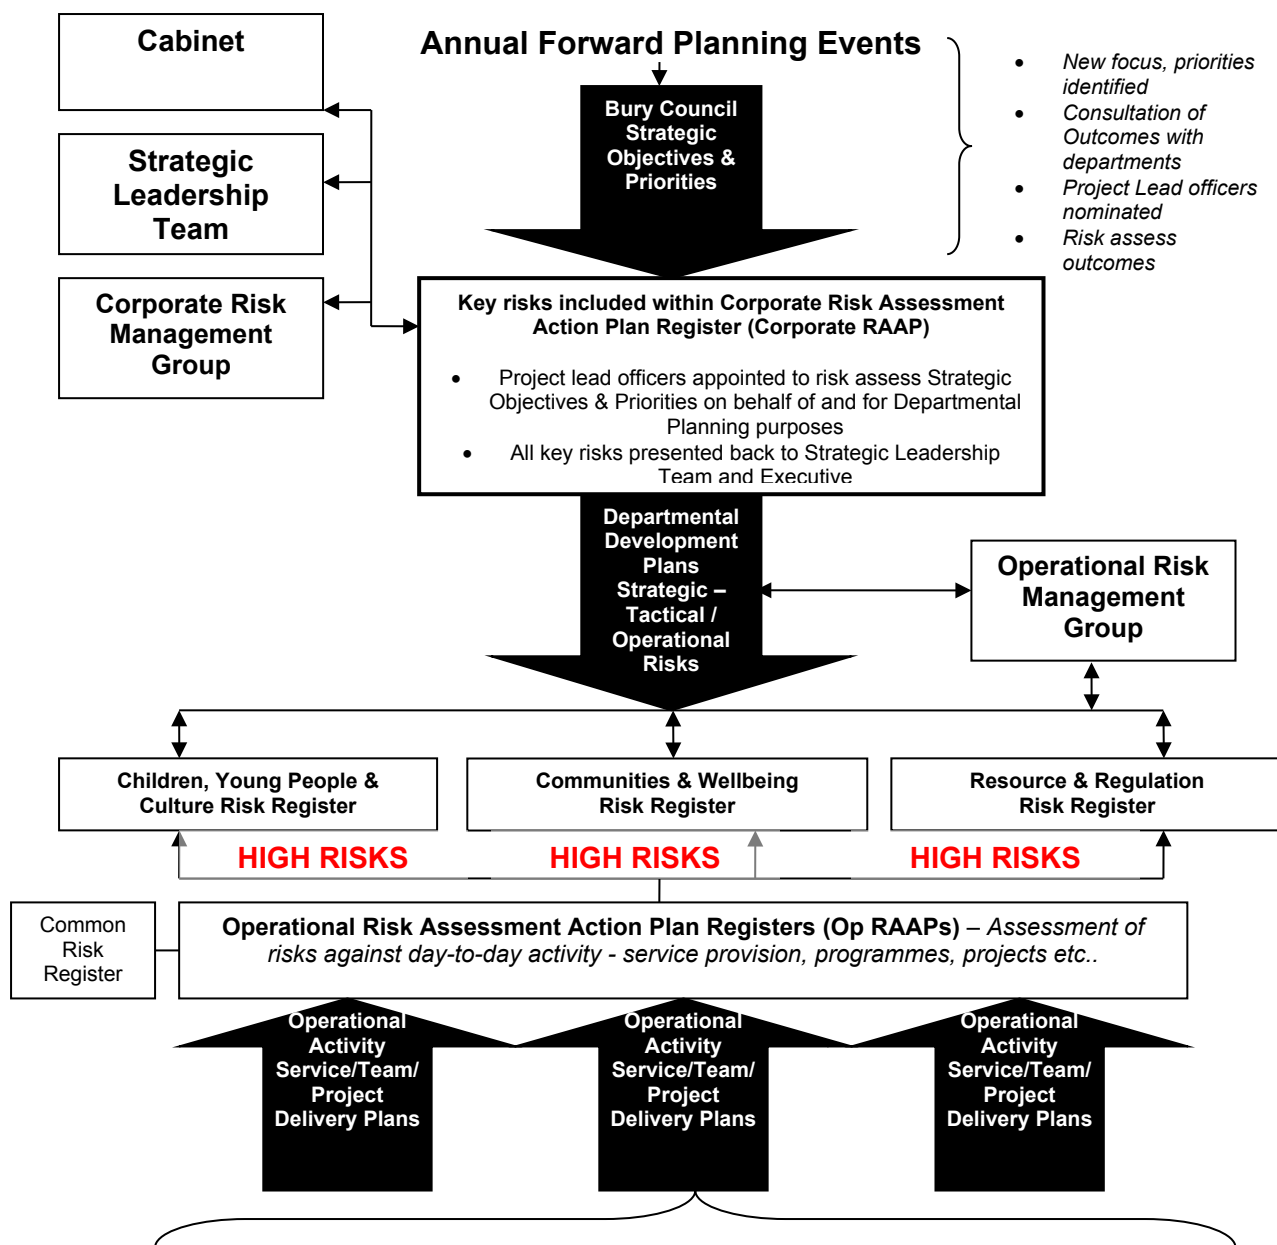 Cabinet
Annual Forward Planning Events
• New focus, priorities
identified
• Consultation of
Outcomes with
departments
• Project Lead officers
nominated
• Risk assess
outcomes
Bury Council
Strategic
Objectives &
Priorities
Strategic
Leadership
Team
Corporate Risk
Management
Group
Key risks included within Corporate Risk Assessment
Action Plan Register (Corporate RAAP)
• Project lead officers appointed to risk assess Strategic
Objectives & Priorities on behalf of and for Departmental
Planning purposes
• All key risks presented back to Strategic Leadership
Team and Executive
Departmental
Development
Plans
Strategic –
Tactical /
Operational
Risks
Operational Risk
Management
Group
Children, Young People &
Culture Risk Register
Communities & Wellbeing
Risk Register
Resource & Regulation
Risk Register
HIGH RISKS
HIGH RISKS
HIGH RISKS
Common
Risk
Register
Operational Risk Assessment Action Plan Registers (Op RAAPs) – Assessment of
risks against day-to-day activity - service provision, programmes, projects etc..
Operational
Activity
Service/Team/
Project
Delivery Plans
Operational
Activity
Service/Team/
Project
Delivery Plans
Operational
Activity
Service/Team/
Project
Delivery Plans